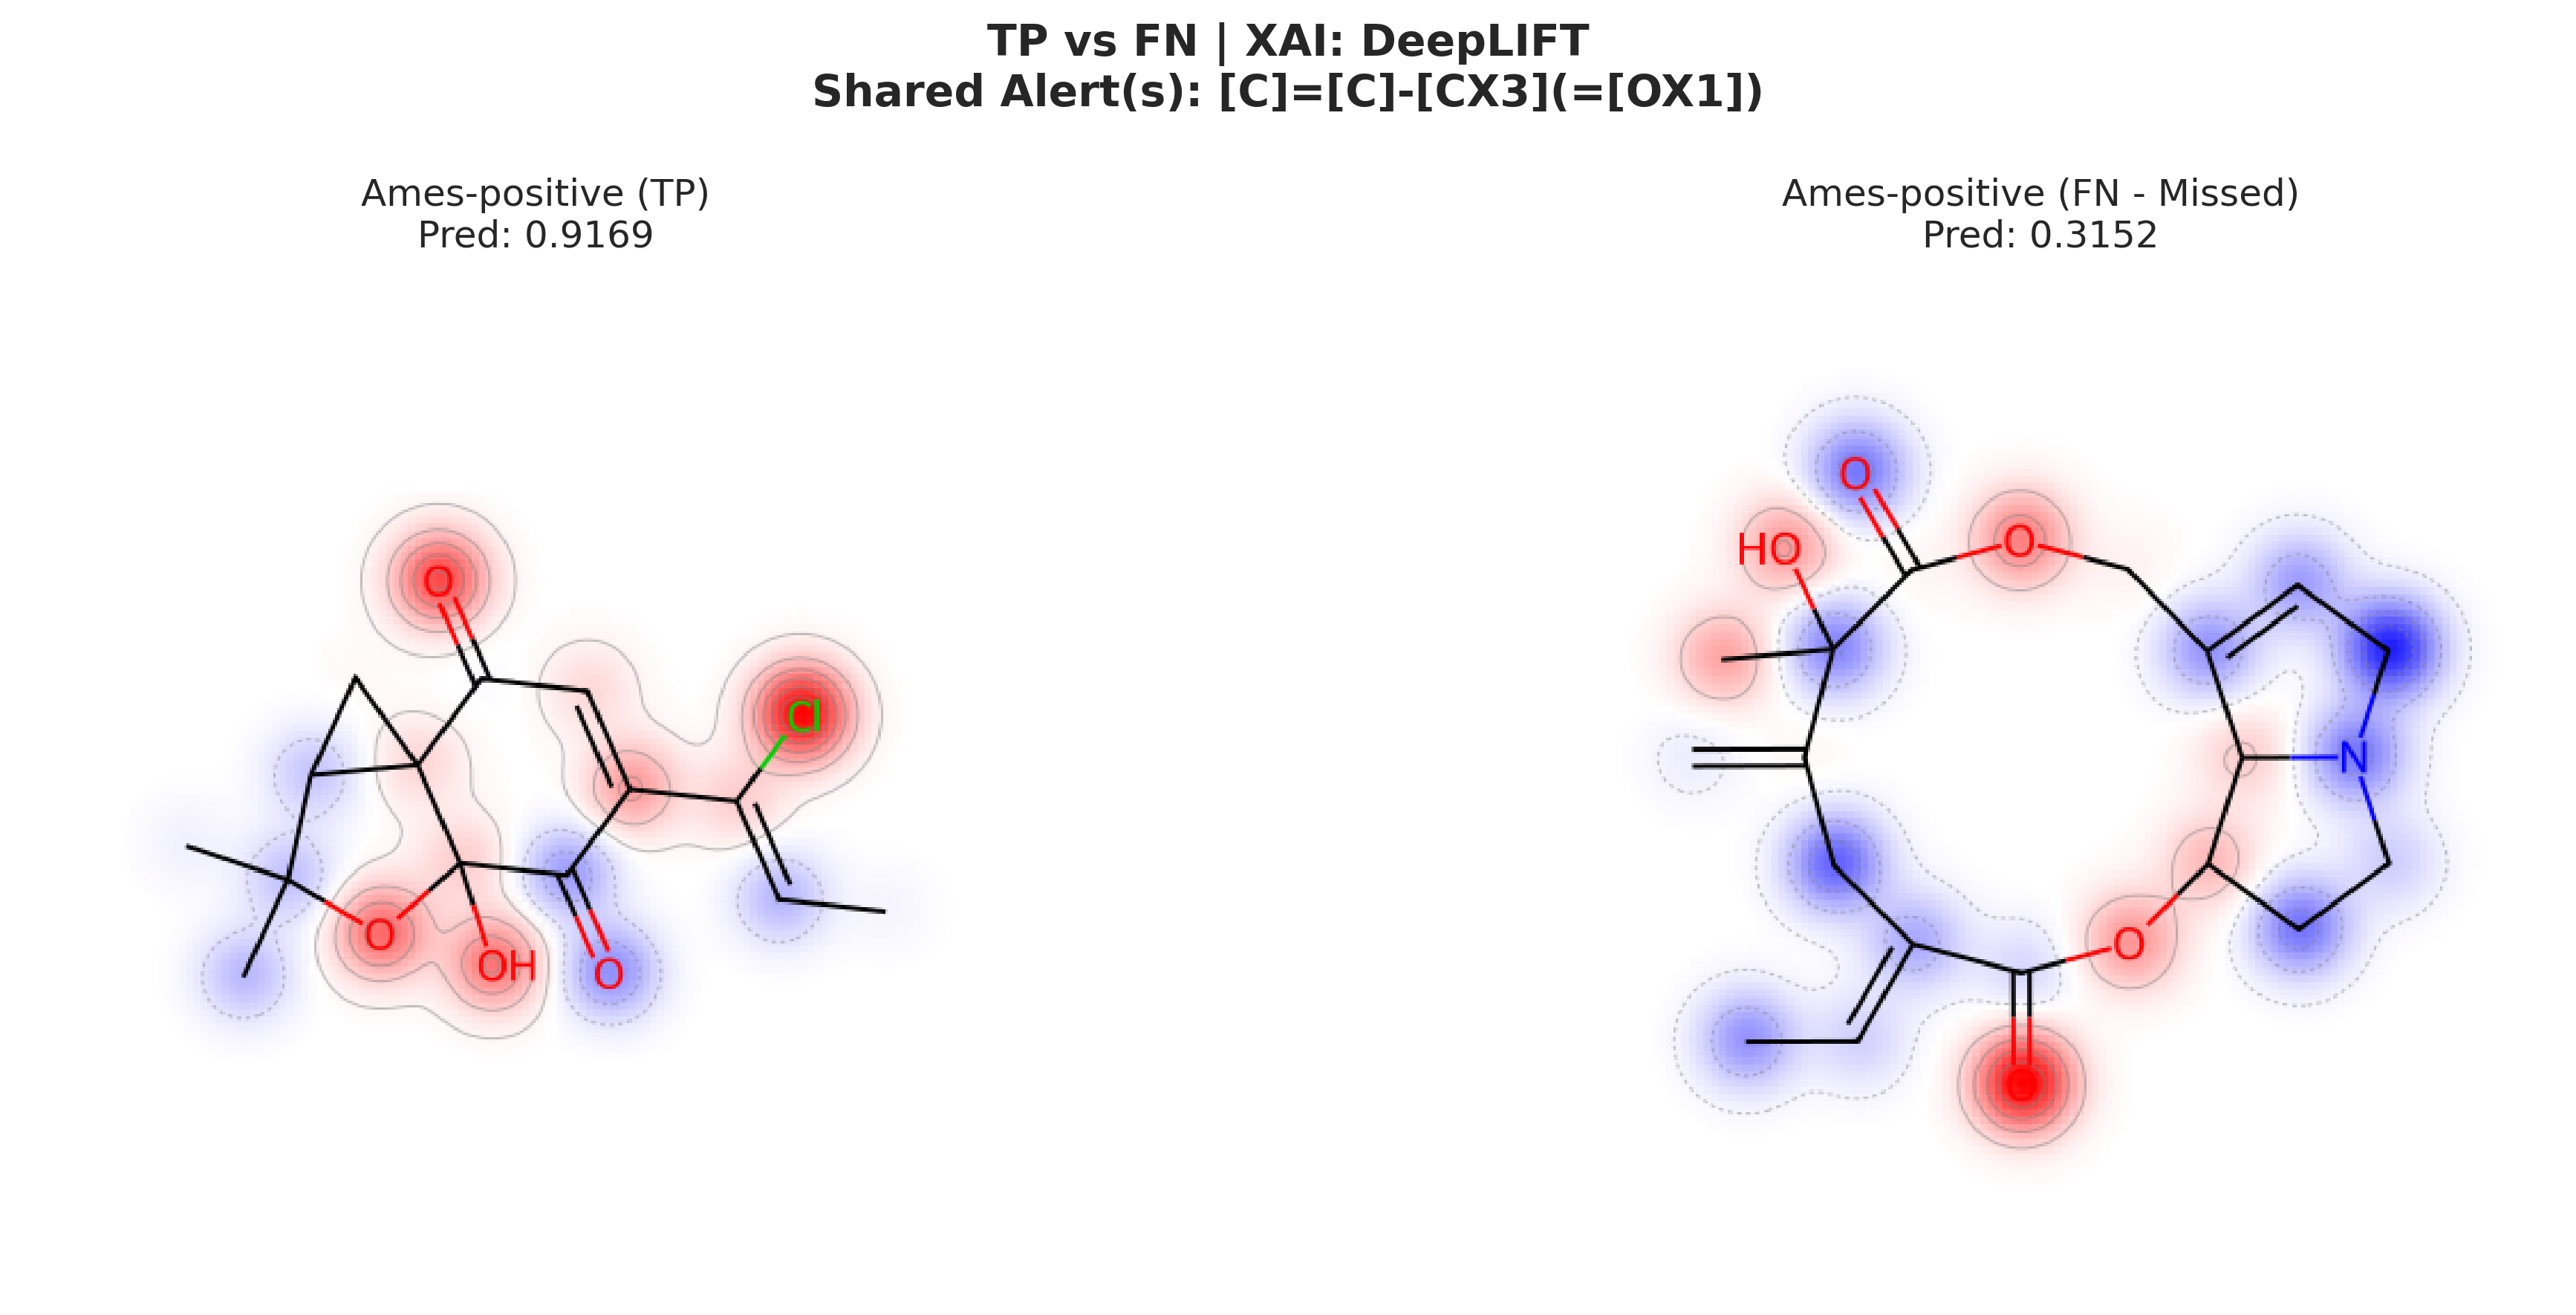 TP vs FN | XAI: DeepLIFT
Shared Alert(s): [C]=[C]-[CX3](=[OX1])
Ames-positive (TP)
Pred: 0.9169
Ames-positive (FN - Missed)
Pred: 0.3152
O
Cl
O
OH
O
O
HO
O
N
O
O